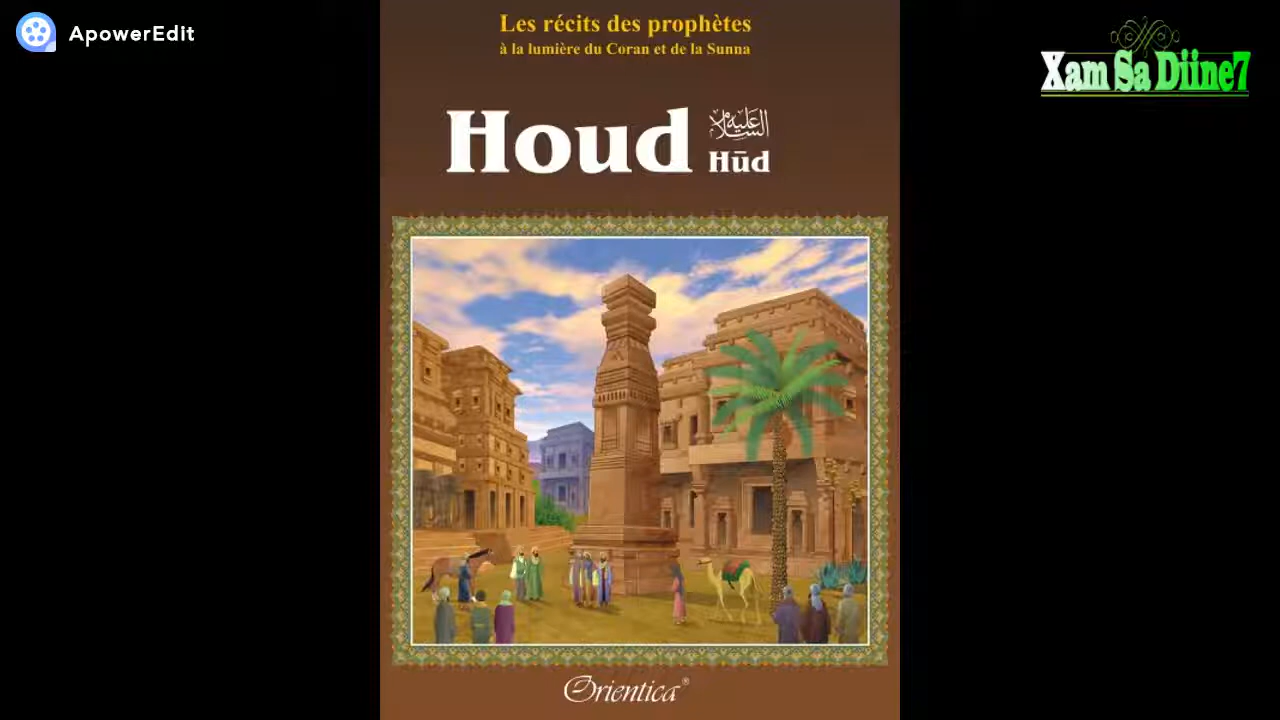 ApowerEdit
Les récits des prophètes
à la lumière du Coran et de la Sunna
Xam Sa Diine7
Houd
عليه السلام
Hūd
Orientica®